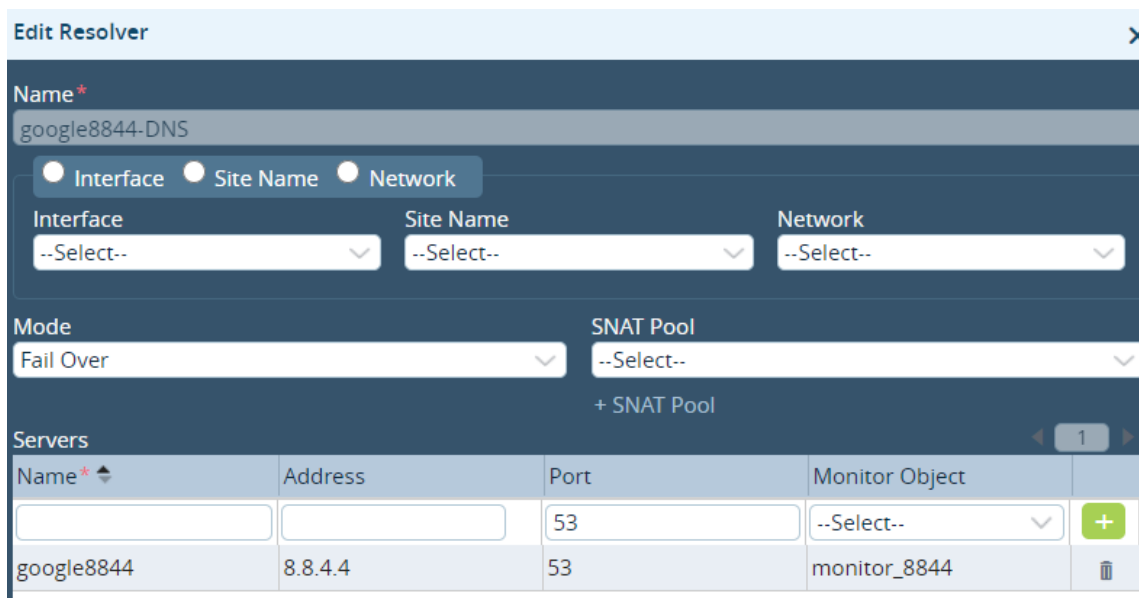 Edit Resolver
Name*
google8844-DNS
Interface Site Name Network
Interface Site Name Network
--Select-- --Select-- --Select--
Mode SNAT Pool
Fail Over --Select--
+ SNAT Pool
Servers 1
Name* Address Port Monitor Object
53 --Select--
google8844 8.8.4.4 53 monitor_8844